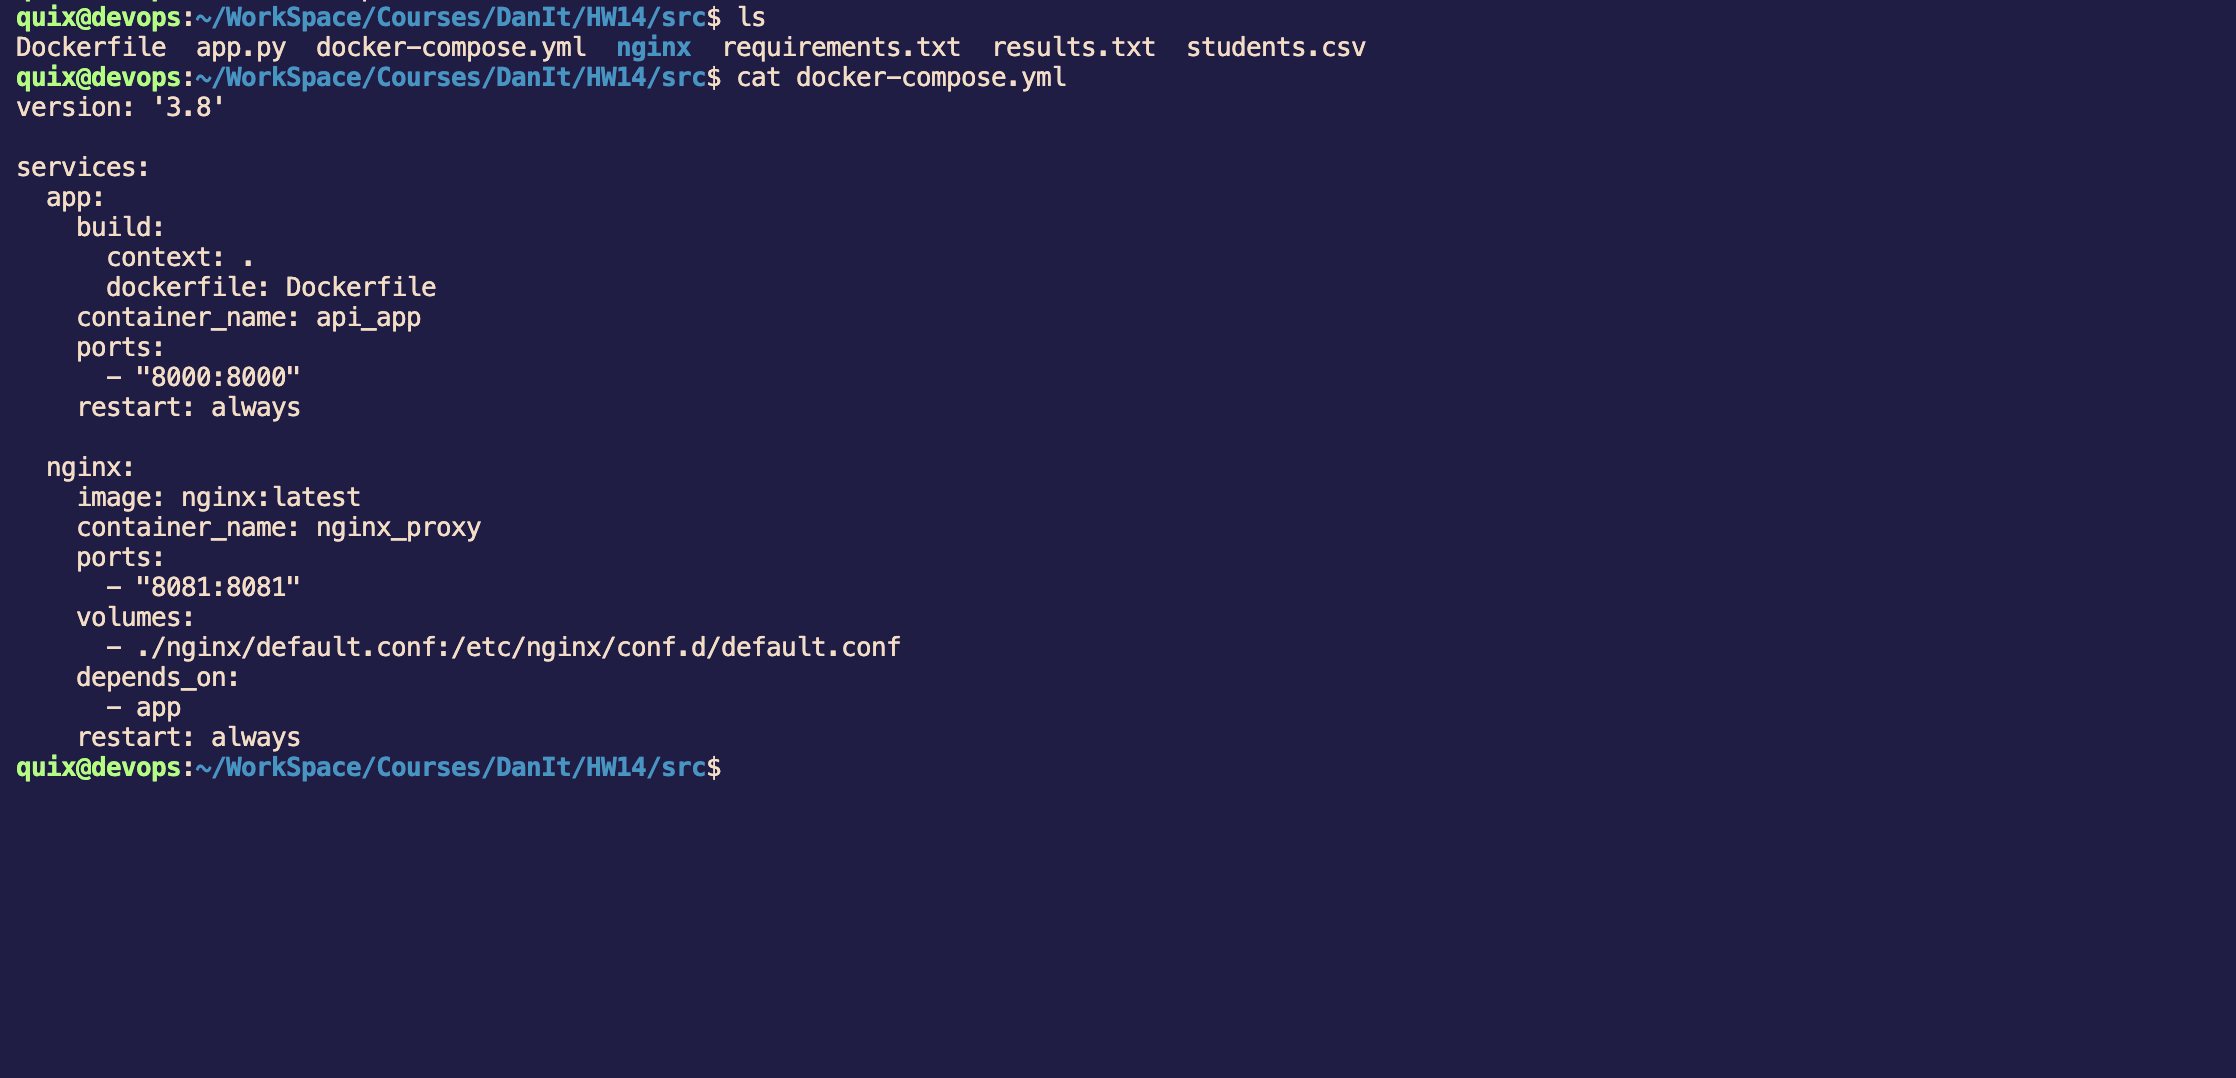 quix@devops:~/WorkSpace/Courses/DanIt/HW14/src$ ls
Dockerfile  app.py  docker-compose.yml  nginx  requirements.txt  results.txt  students.csv
quix@devops:~/WorkSpace/Courses/DanIt/HW14/src$ cat docker-compose.yml
version: '3.8'

services:
  app:
    build:
      context: .
      dockerfile: Dockerfile
    container_name: api_app
    ports:
      - "8000:8000"
    restart: always

  nginx:
    image: nginx:latest
    container_name: nginx_proxy
    ports:
      - "8081:8081"
    volumes:
      - ./nginx/default.conf:/etc/nginx/conf.d/default.conf
    depends_on:
      - app
    restart: always
quix@devops:~/WorkSpace/Courses/DanIt/HW14/src$